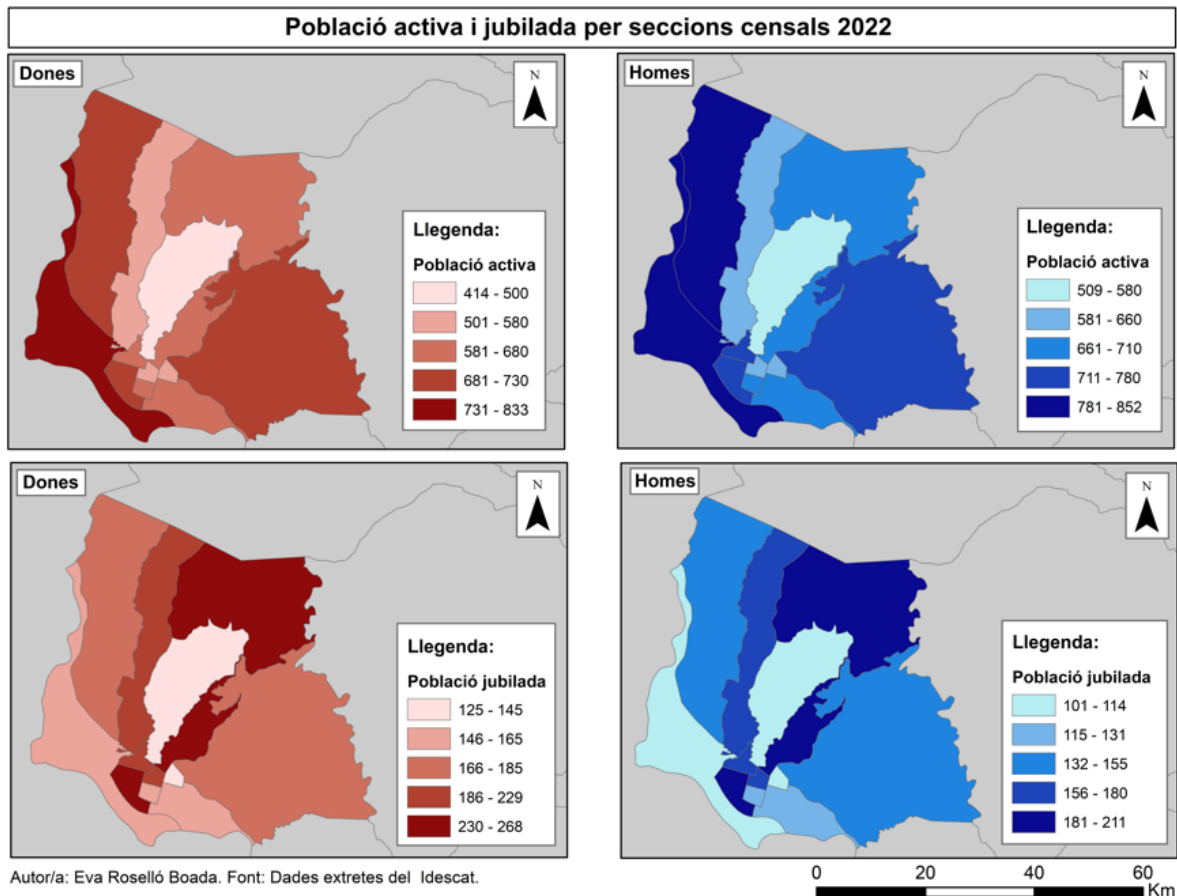 Població activa i jubilada per seccions censals 2022
Dones
N
Llegenda:
Població activa
414 - 500
501 - 580
581 - 680
681 - 730
731 - 833
Homes
N
Llegenda:
Població activa
509 - 580
581 - 660
661 - 710
711 - 780
781 - 852
Dones
N
Llegenda:
Població jubilada
125 - 145
146 - 165
166 - 185
186 - 229
230 - 268
Homes
N
Llegenda:
Població jubilada
101 - 114
115 - 131
132 - 155
156 - 180
181 - 211
Autor/a: Eva Roselló Boada. Font: Dades extretes del Idescat.
0 20 40 60
Km